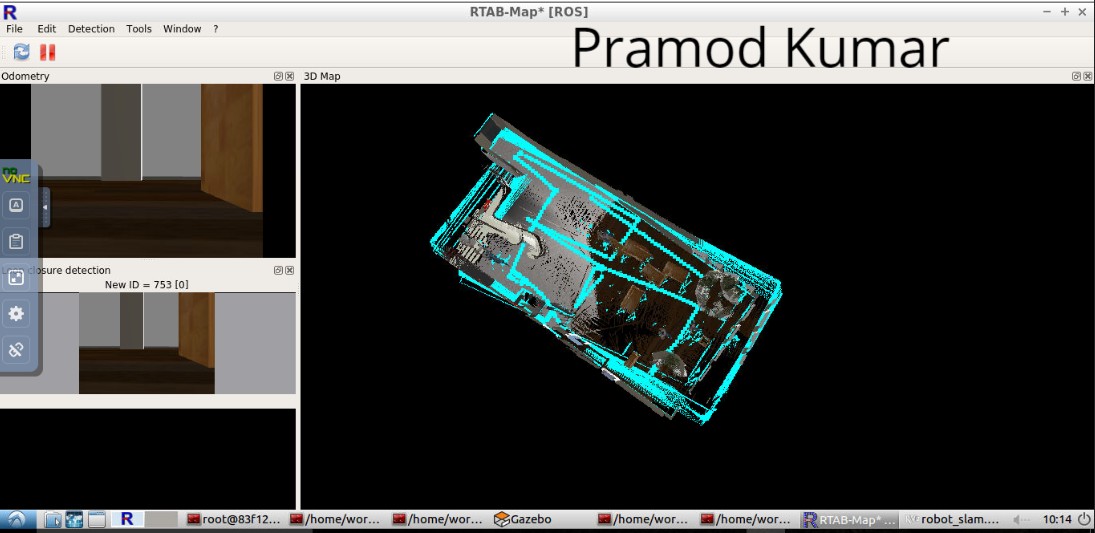 RTAB-Map* [ROS]
File Edit Detection Tools Window ?
Pramod Kumar
Odometry
3D Map
no
VNC
A
closure detection
New ID = 753 [0]
root@83f12... /home/wor... /home/wor... Gazebo /home/wor... /home/wor... RTAB-Map*... robot_slam.... 10:14